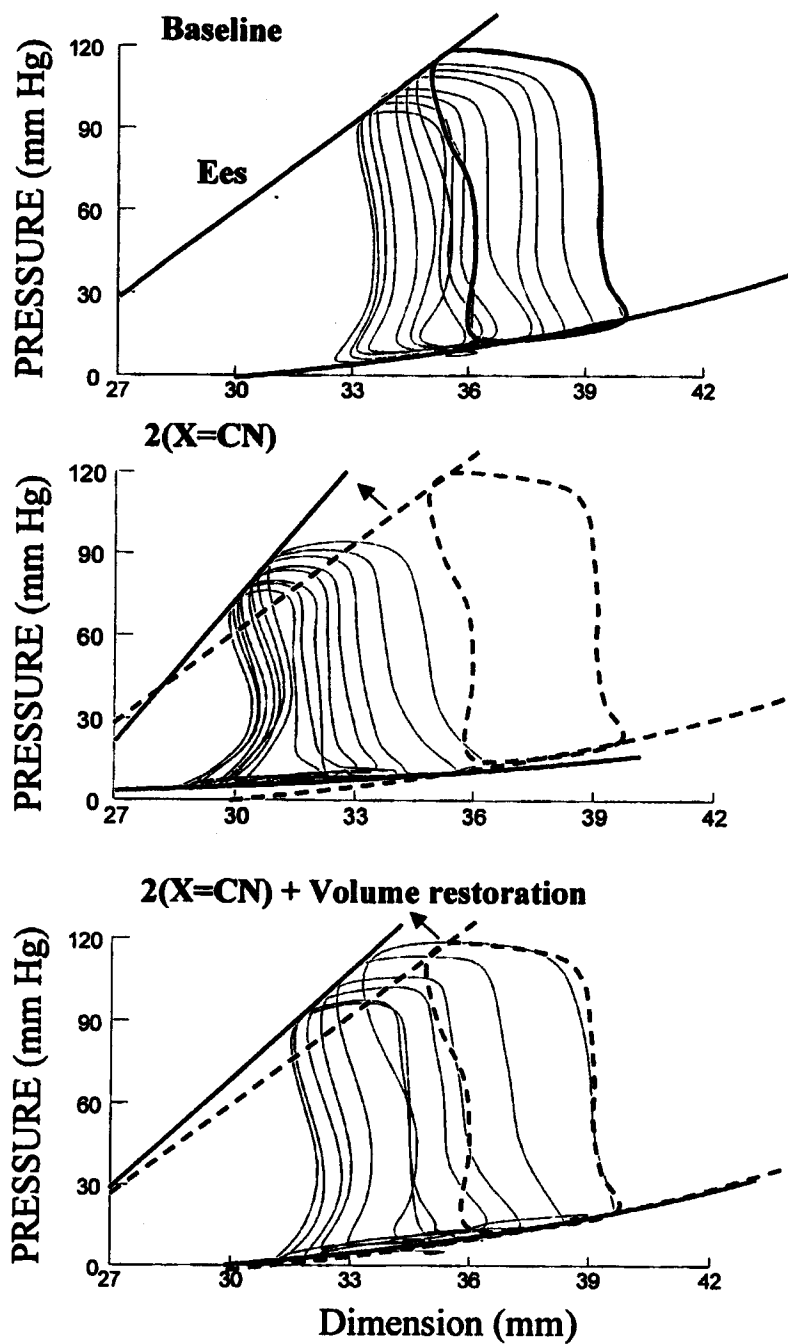 Baseline
Ees
PRESSURE (mm Hg)
120
90
60
30
0
27 30 33 36 39 42
2(X=CN)
PRESSURE (mm Hg)
120
90
60
30
0
27 30 33 36 39 42
2(X=CN) + Volume restoration
PRESSURE (mm Hg)
120
90
60
30
0
27 30 33 36 39 42
Dimension (mm)